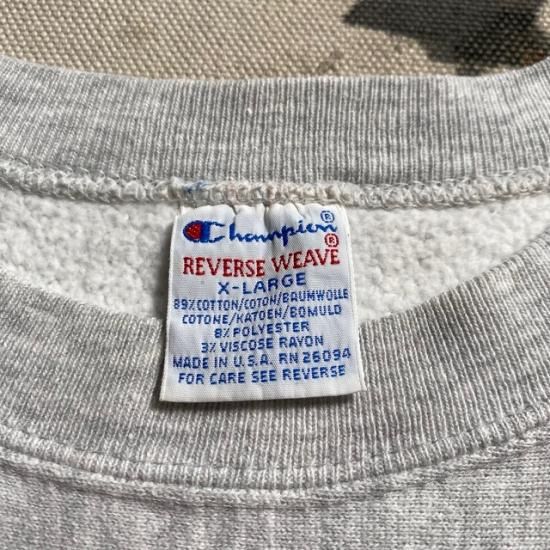 Champion®
®
REVERSE WEAVE
X-LARGE
89% COTTON/COTON/BAUMWOLLE
COTONE/KATOEN/BOMULD
8% POLYESTER
3% VISCOSE RAYON
MADE IN U.S.A. RN 26094
FOR CARE SEE REVERSE